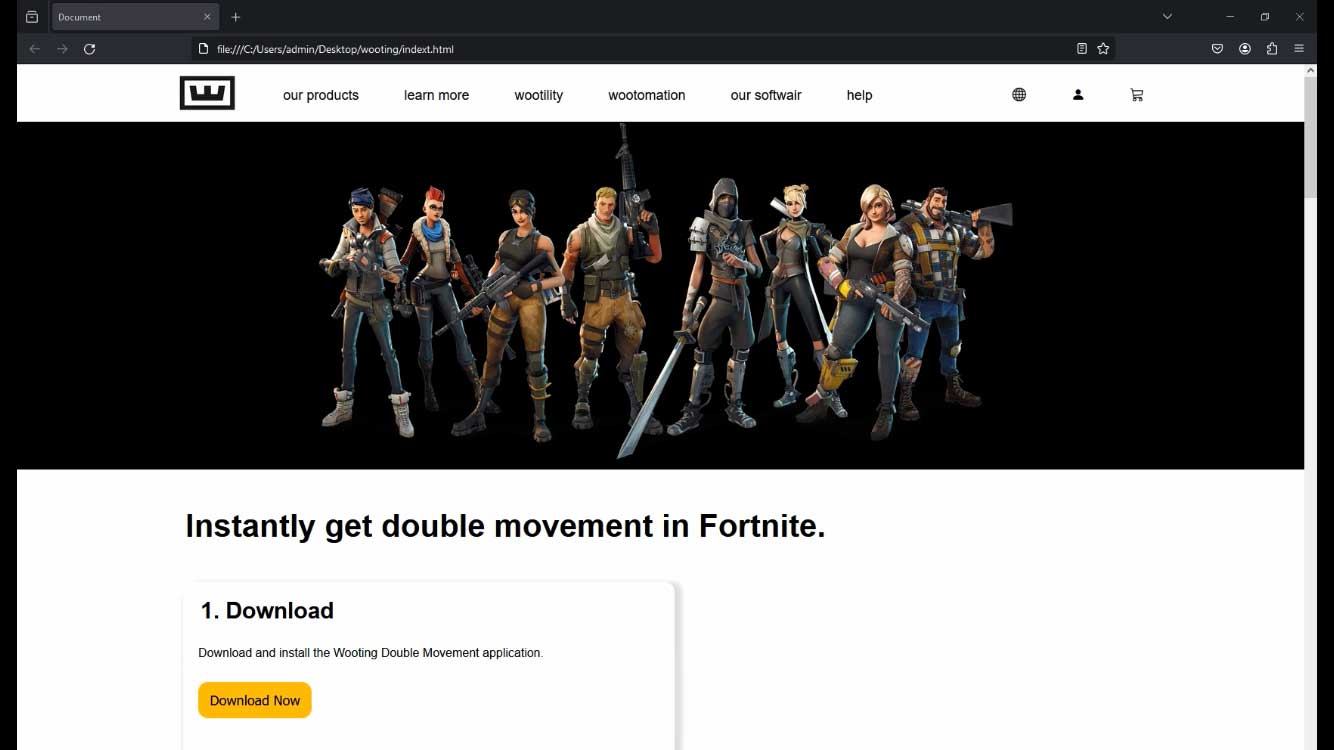 Document
file:///C:/Users/admin/Desktop/wooting/indext.html
our products learn more wootility wootomation our softwair help
Instantly get double movement in Fortnite.
1. Download
Download and install the Wooting Double Movement application.
Download Now